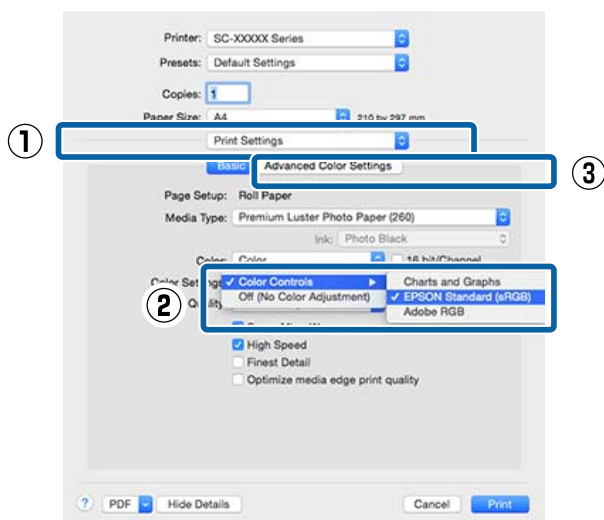 Printer: SC-XXXXX Series
Presets: Default Settings
Copies: 1
Paper Size: A4 210 by 297 mm
① Print Settings
Basic Advanced Color Settings ③
Page Setup: Roll Paper
Media Type: Premium Luster Photo Paper (260)
Ink: Photo Black
Color: Color 16 bit/Channel
✓ Color Controls ▶ Charts and Graphs
② Off (No Color Adjustment) ✓ EPSON Standard (sRGB)
Adobe RGB
High Speed
Finest Detail
Optimize media edge print quality
? PDF Hide Details Cancel Print